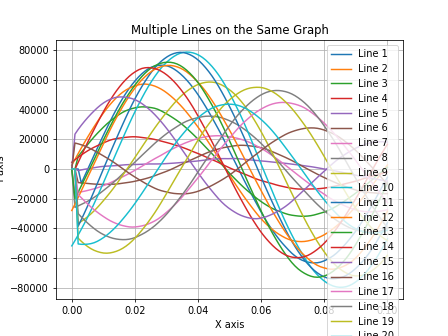 Multiple Lines on the Same Graph
80000
60000
40000
20000
0
−20000
−40000
−60000
−80000
0.00
0.02
0.04
0.06
0.08
X axis
Line 1
Line 2
Line 3
Line 4
Line 5
Line 6
Line 7
Line 8
Line 9
Line 10
Line 11
Line 12
Line 13
Line 14
Line 15
Line 16
Line 17
Line 18
Line 19
Line 20